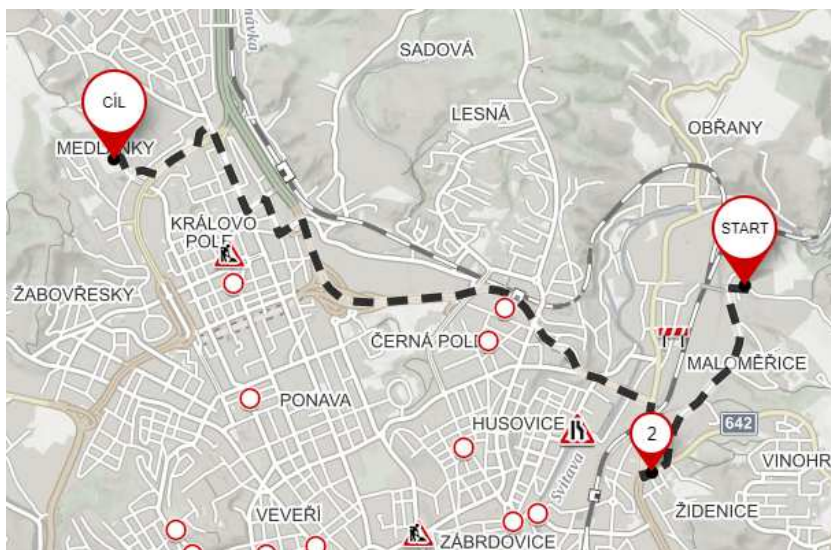 SADOVÁ
CÍL
LESNÁ
OBŘANY
MEDLÁNKY
KRÁLOVO
POLE
START
ŽABOVŘESKY
ČERNÁ POLE
MALOMĚŘICE
PONAVA
HUSOVICE
2
642
VINOHR
Svitava
ŽIDENICE
VEVEŘÍ
ZÁBRDOVICE